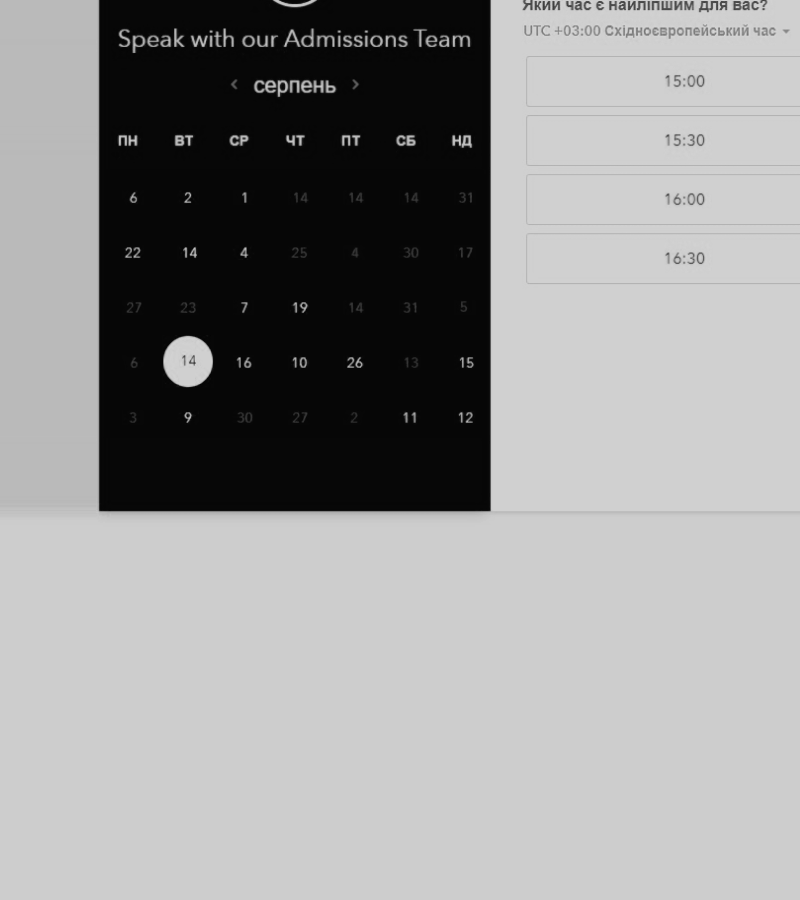 Який час є найліпшим для вас?
Speak with our Admissions Team
UTC +03:00 Східноєвропейський час
серпень
15:00
ПН ВТ СР ЧТ ПТ СБ НД
15:30
6 2 1 14 14 14 31
16:00
22 14 4 25 4 30 17
16:30
27 23 7 19 14 31 5
6 14 16 10 26 13 15
3 9 30 27 2 11 12